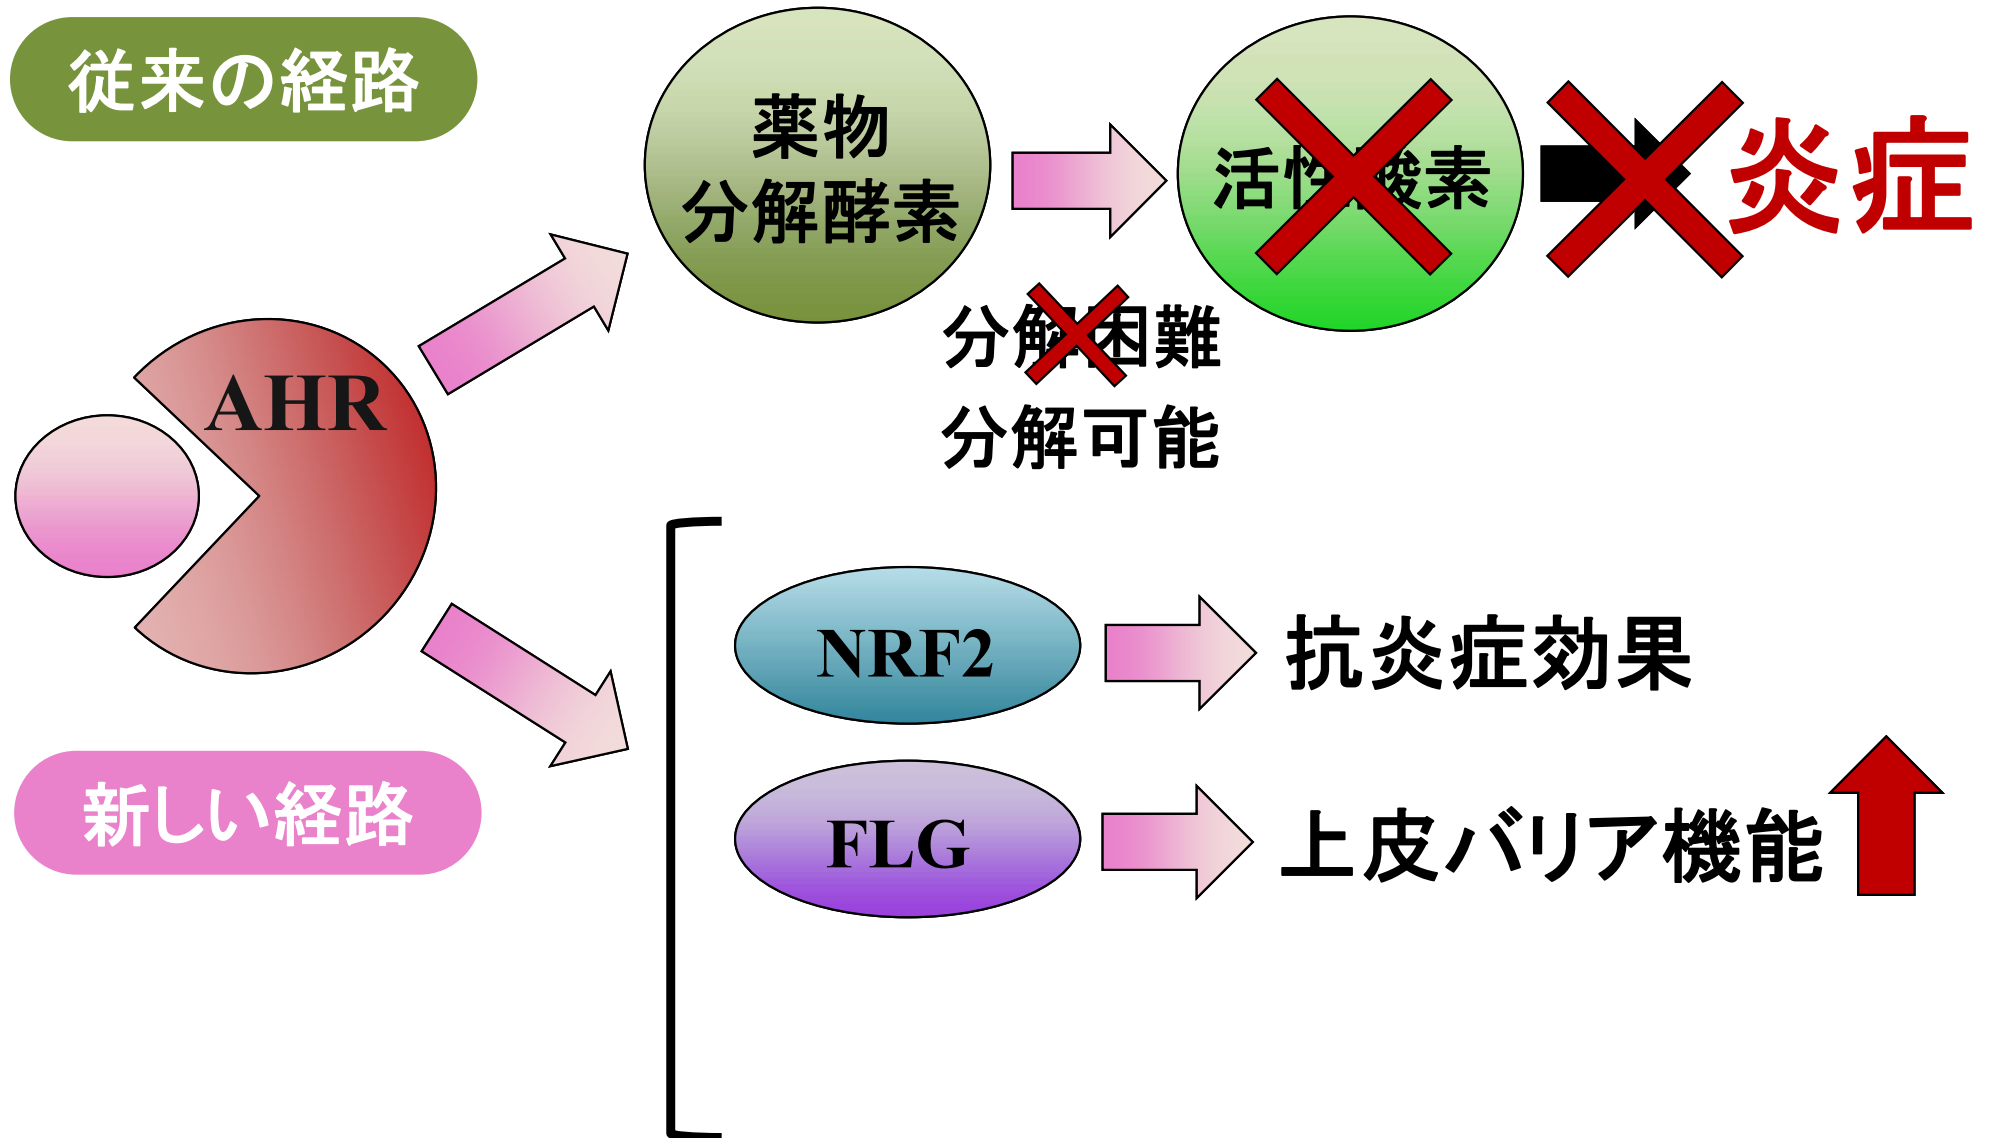 従来の経路
薬物
分解酵素
活性酸素
炎症
分解困難
分解可能
AHR
NRF2
抗炎症効果
新しい経路
FLG
上皮バリア機能